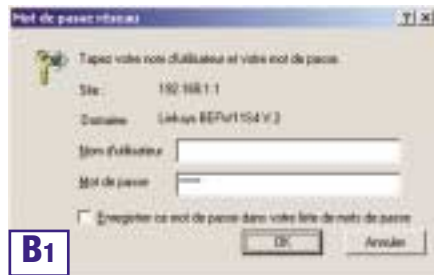 Mot de passe réseau
Tapez votre nom d'utilisateur et votre mot de passe.
Site : 192.168.1.1
Domaine Linksys BEFW11S4 V.2
Nom d'utilisateur
Mot de passe
Enregistrer ce mot de passe dans votre liste de mots de passe
OK Annuler
B1